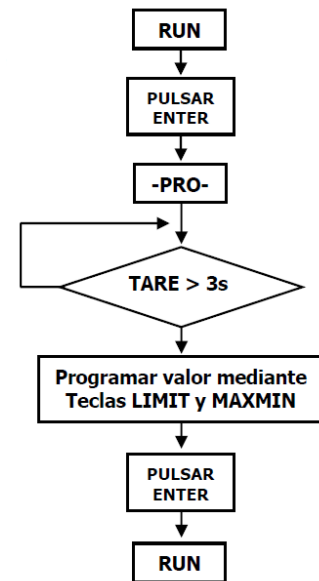 RUN
PULSAR
ENTER
-PRO-
TARE > 3s
Programar valor mediante
Teclas LIMIT y MAXMIN
PULSAR
ENTER
RUN